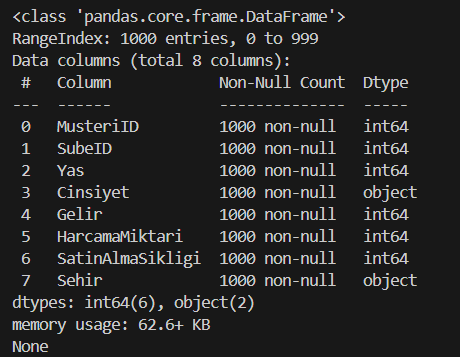 <class 'pandas.core.frame.DataFrame'>
RangeIndex: 1000 entries, 0 to 999
Data columns (total 8 columns):
 #   Column            Non-Null Count  Dtype
---  ------            --------------  -----
 0   MusteriID         1000 non-null   int64
 1   SubeID            1000 non-null   int64
 2   Yas               1000 non-null   int64
 3   Cinsiyet          1000 non-null   object
 4   Gelir             1000 non-null   int64
 5   HarcamaMiktari    1000 non-null   int64
 6   SatinAlmaSikligi  1000 non-null   int64
 7   Sehir             1000 non-null   object
dtypes: int64(6), object(2)
memory usage: 62.6+ KB
None